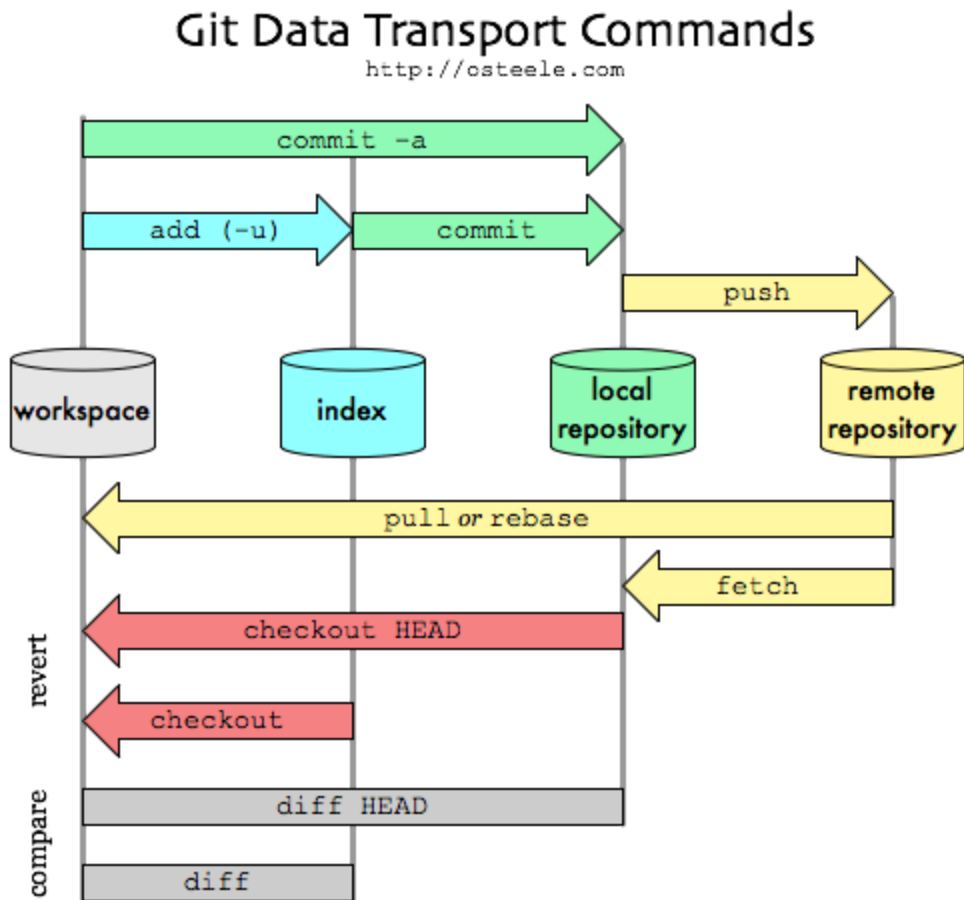 Git Data Transport Commands
http://osteele.com
commit -a
add (-u)
commit
push
workspace
index
local
repository
remote
repository
pull or rebase
fetch
revert
checkout HEAD
checkout
compare
diff HEAD
diff